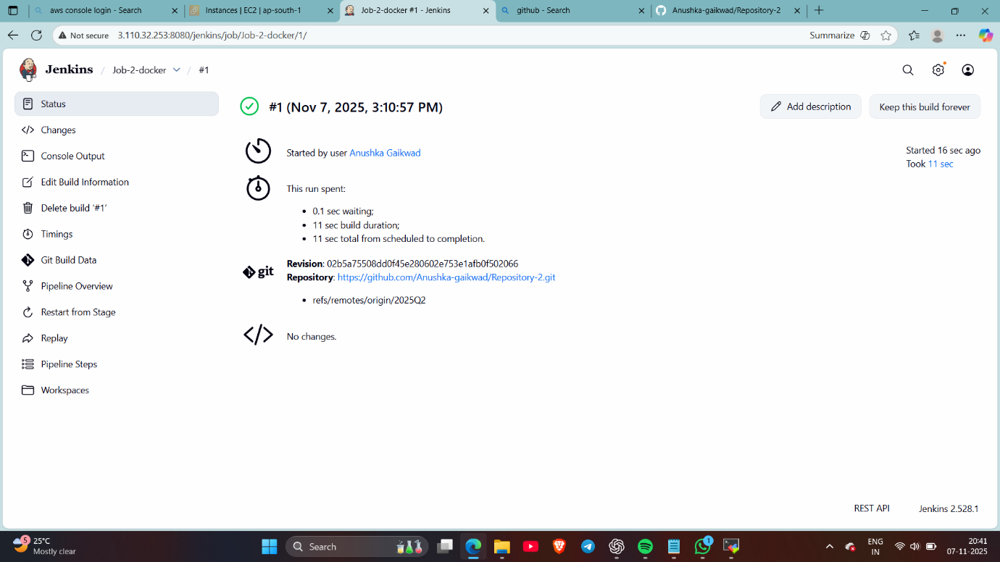 aws console login - Search
Instances | EC2 | ap-south-1
Job-2-docker #1 - Jenkins
github - Search
Anushka-gaikwad/Repository-2
Not secure
3.110.32.253:8080/jenkins/job/Job-2-docker/1/
Summarize
Jenkins / Job-2-docker / #1
Status
Changes
Console Output
Edit Build Information
Delete build ‘#1’
Timings
Git Build Data
Pipeline Overview
Restart from Stage
Replay
Pipeline Steps
Workspaces
#1 (Nov 7, 2025, 3:10:57 PM)
Add description
Keep this build forever
Started by user Anushka Gaikwad
Started 16 sec ago
Took 11 sec
This run spent:
• 0.1 sec waiting;
• 11 sec build duration;
• 11 sec total from scheduled to completion.
git
Revision: 02b5a75508dd0f45e280602e753e1afb0f502066
Repository: https://github.com/Anushka-gaikwad/Repository-2.git
• refs/remotes/origin/2025Q2
No changes.
REST API
Jenkins 2.528.1
5
25°C
Mostly clear
Search
1
ENG
IN
20:41
07-11-2025